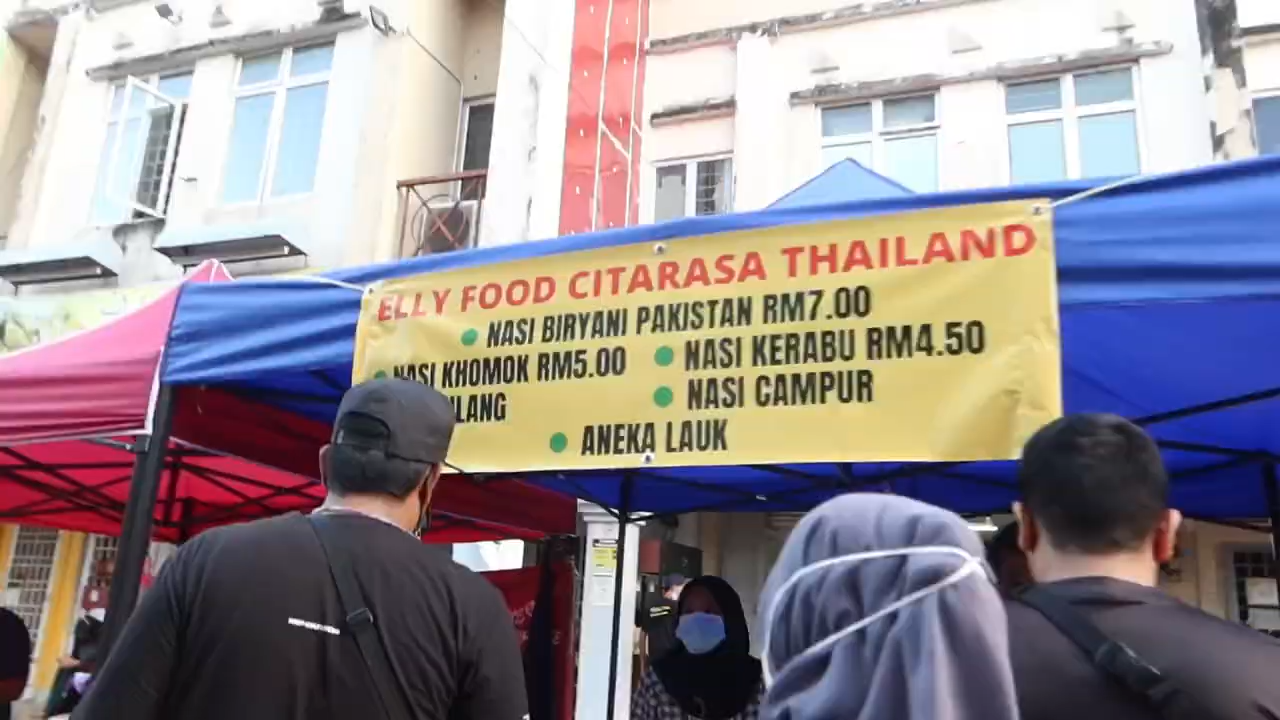 ELLY FOOD CITARASA THAILAND
NASI BIRYANI PAKISTAN RM7.00
NASI KHOMOK RM5.00
NASI KERABU RM4.50
NASI CAMPUR
ANEKA LAUK